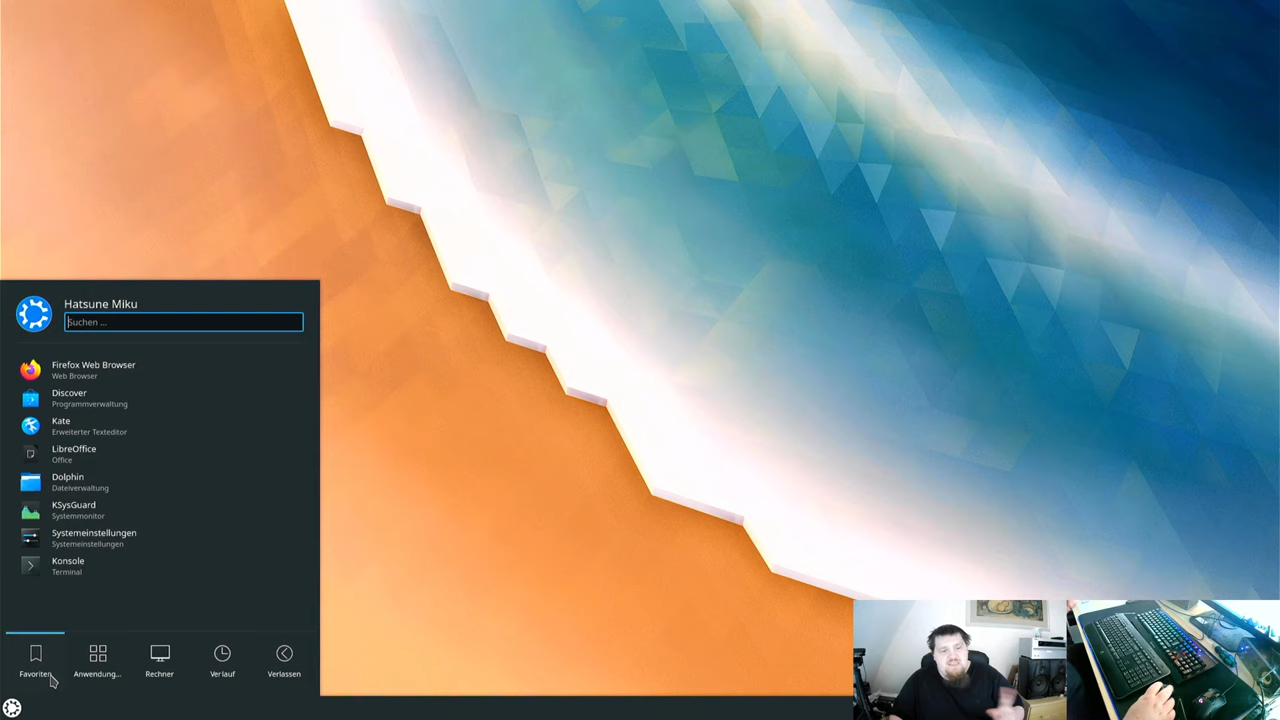 Hatsune Miku
Suchen ...
Firefox Web Browser
Web Browser
Discover
Programmverwaltung
Kate
Erweiterter Texteditor
LibreOffice
Office
Dolphin
Dateiverwaltung
KSysGuard
Systemmonitor
Systemeinstellungen
Systemeinstellungen
Konsole
Terminal
Favoriten
Anwendung...
Rechner
Verlauf
Verlassen